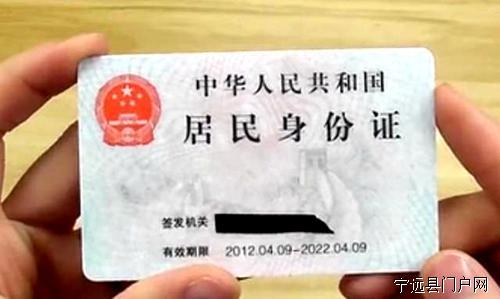 中华人民共和国
居民身份证
签发机关
有效期限 2012.04.09-2022.04.09
宁远县门户网